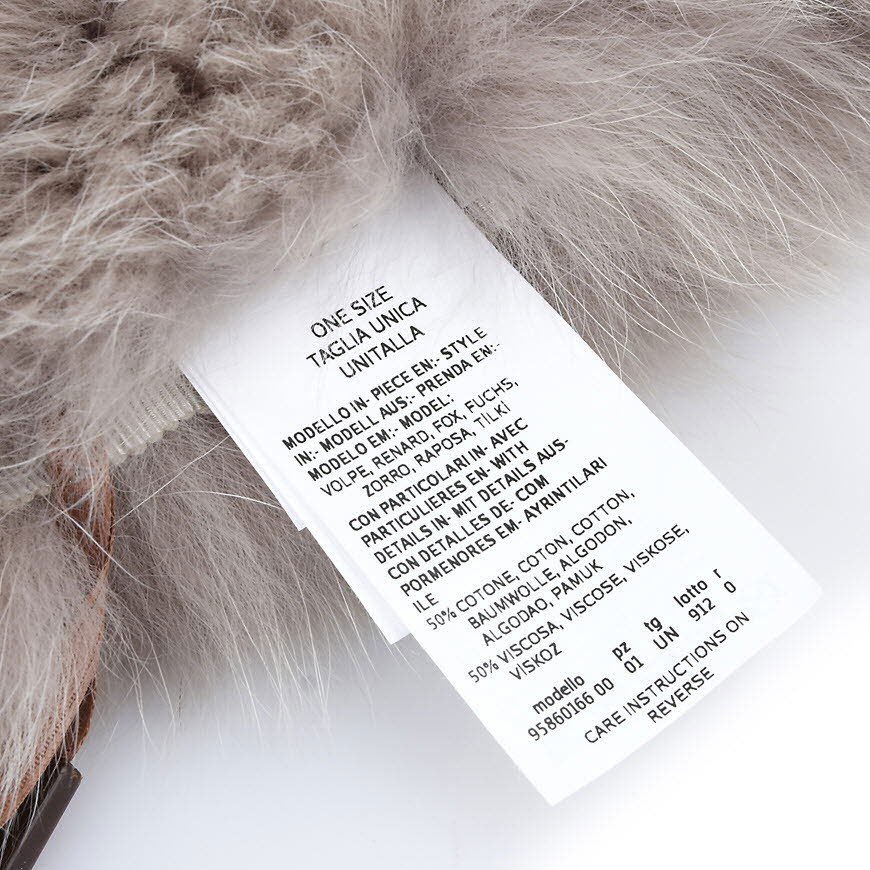 ONE SIZE
TAGLIA UNICA
UNITALLA
MODELLO IN- PIECE EN:- STYLE
IN:- MODELL AUS:- PRENDA EN:-
MODELO EM:- MODEL:
VOLPE, RENARD, FOX, FUCHS,
ZORRO, RAPOSA, TİLKİ
CON PARTICOLARI IN- AVEC
PARTICULIERES EN- WITH
DETAILS IN- MIT DETAILS AUS-
CON DETALLES DE- COM
PORMENORES EM- AYRINTILARI
ILE
50% COTONE, COTON, COTTON,
BAUMWOLLE, ALGODON,
ALGODAO, PAMUK
50% VISCOSA, VISCOSE, VISKOSE,
VISKOZ
modello pz tg lotto r
95860166 00 01 UN 912 0
CARE INSTRUCTIONS ON
REVERSE